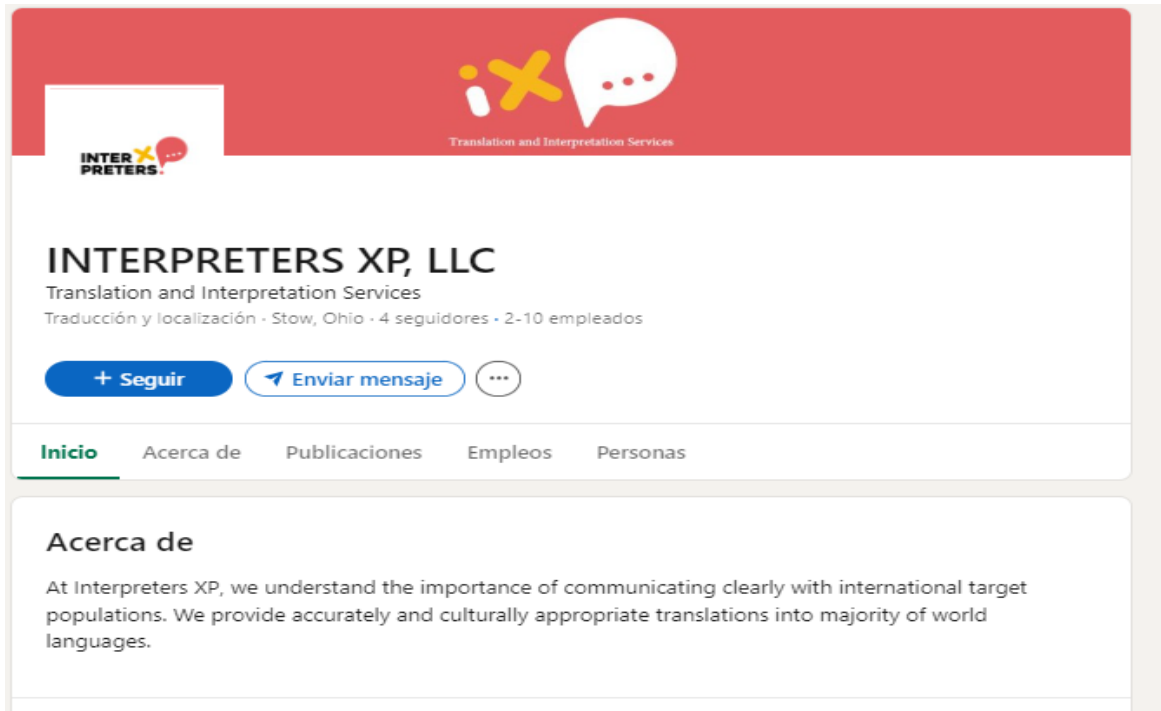 iX
Translation and Interpretation Services
INTER X
PRETERS.
INTERPRETERS XP, LLC
Translation and Interpretation Services
Traducción y localización · Stow, Ohio · 4 seguidores · 2-10 empleados
+ Seguir Enviar mensaje ...
Inicio Acerca de Publicaciones Empleos Personas
Acerca de
At Interpreters XP, we understand the importance of communicating clearly with international target
populations. We provide accurately and culturally appropriate translations into majority of world
languages.